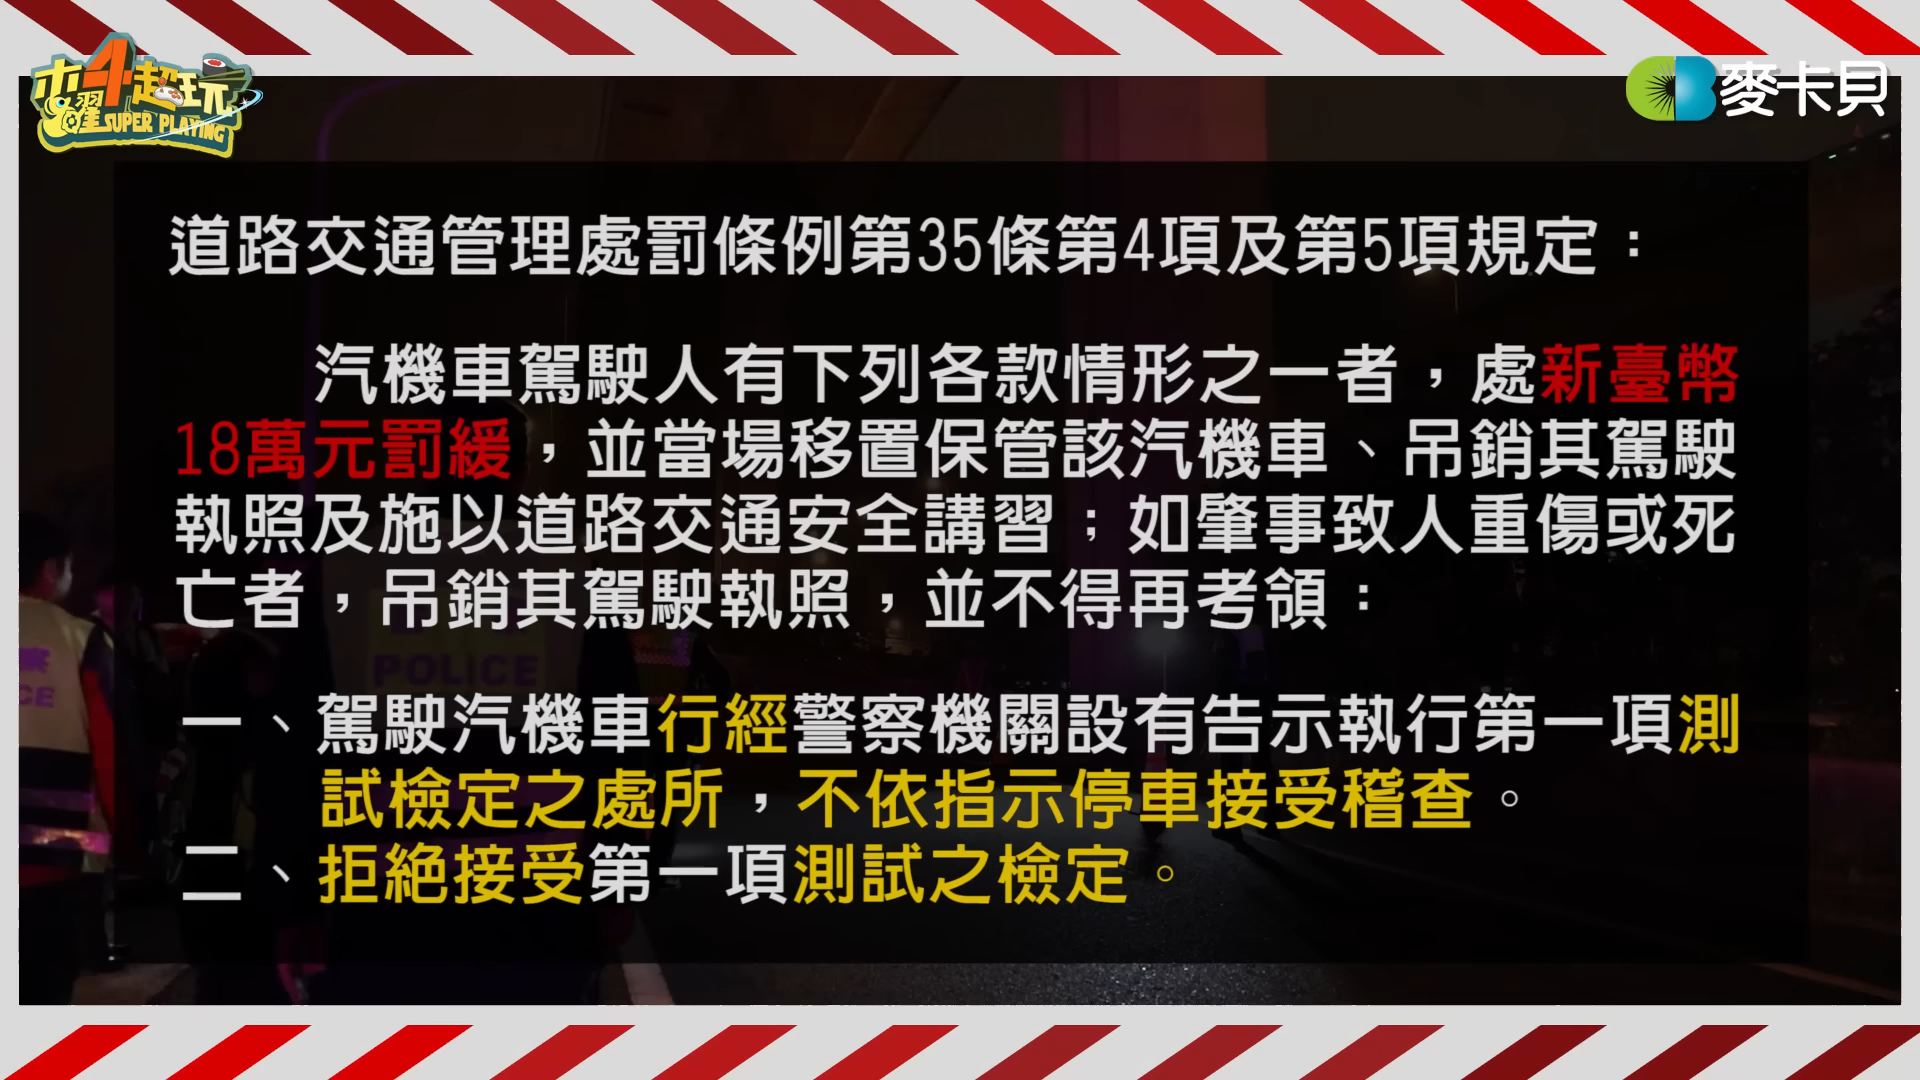 木曜4超玩
SUPER PLAYING
麥卡貝
道路交通管理處罰條例第35條第4項及第5項規定：
汽機車駕駛人有下列各款情形之一者，處新臺幣
18萬元罰緩，並當場移置保管該汽機車、吊銷其駕駛
執照及施以道路交通安全講習；如肇事致人重傷或死
亡者，吊銷其駕駛執照，並不得再考領：
一、駕駛汽機車行經警察機關設有告示執行第一項測
試檢定之處所，不依指示停車接受稽查。
二、拒絕接受第一項測試之檢定。
POLICE
察
CE